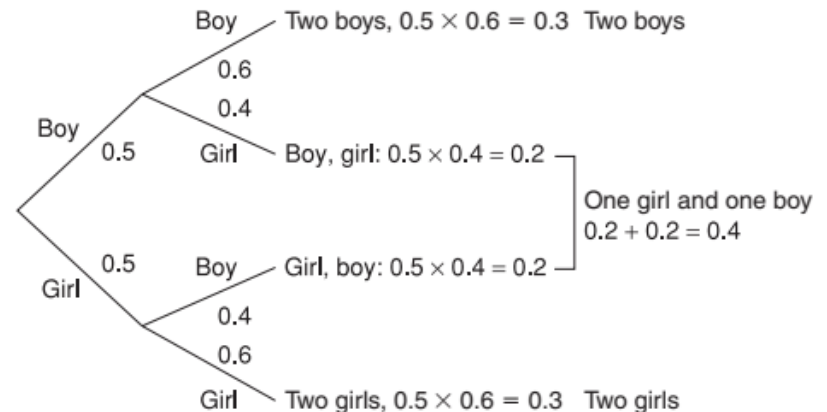 Boy Two boys, 0.5 × 0.6 = 0.3 Two boys
0.6
0.4
Boy
0.5
Girl Boy, girl: 0.5 × 0.4 = 0.2
One girl and one boy
0.2 + 0.2 = 0.4
0.5
Girl
Boy Girl, boy: 0.5 × 0.4 = 0.2
0.4
0.6
Girl Two girls, 0.5 × 0.6 = 0.3 Two girls